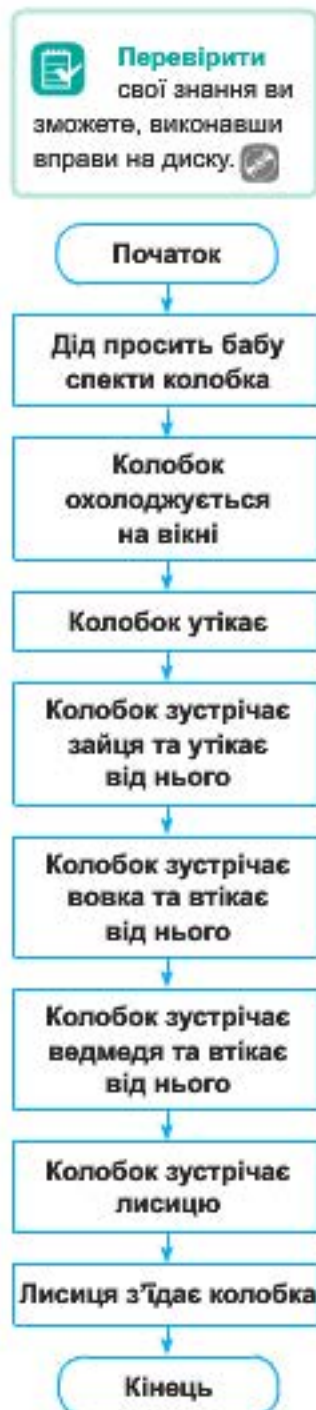 Перевірити
свої знання ви
зможете, виконавши
вправи на диску.
Початок
Дід просить бабу
спекти колобка
Колобок
охолоджується
на вікні
Колобок утікає
Колобок зустрічає
зайця та утікає
від нього
Колобок зустрічає
вовка та втікає
від нього
Колобок зустрічає
ведмедя та втікає
від нього
Колобок зустрічає
лисицю
Лисиця з'їдає колобка
Кінець